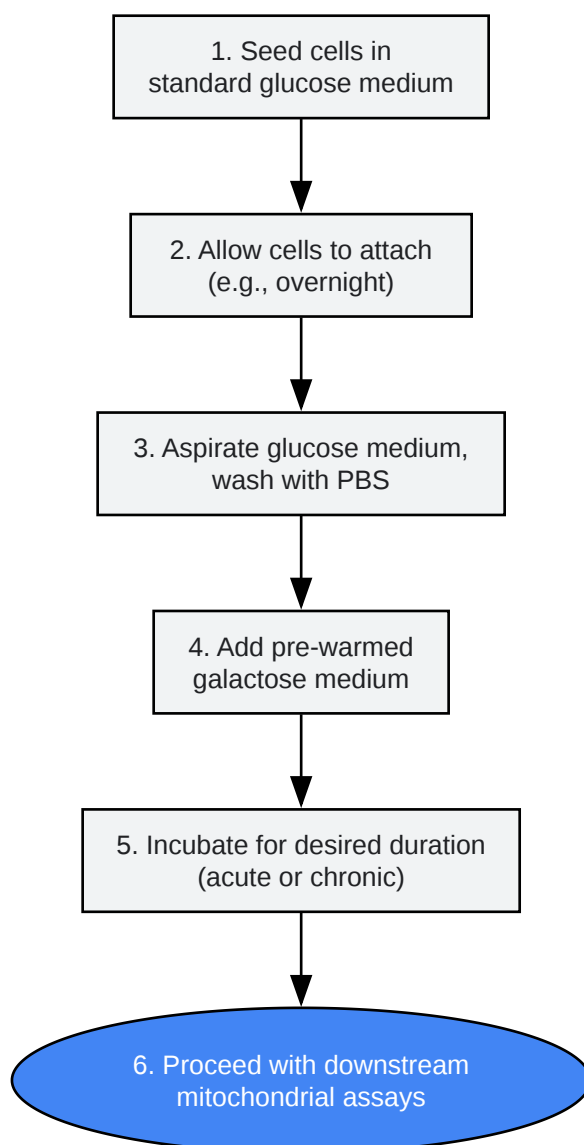 1. Seed cells in
standard glucose medium
2. Allow cells to attach
(e.g., overnight)
3. Aspirate glucose medium,
wash with PBS
4. Add pre-warmed
galactose medium
5. Incubate for desired duration
(acute or chronic)
6. Proceed with downstream
mitochondrial assays